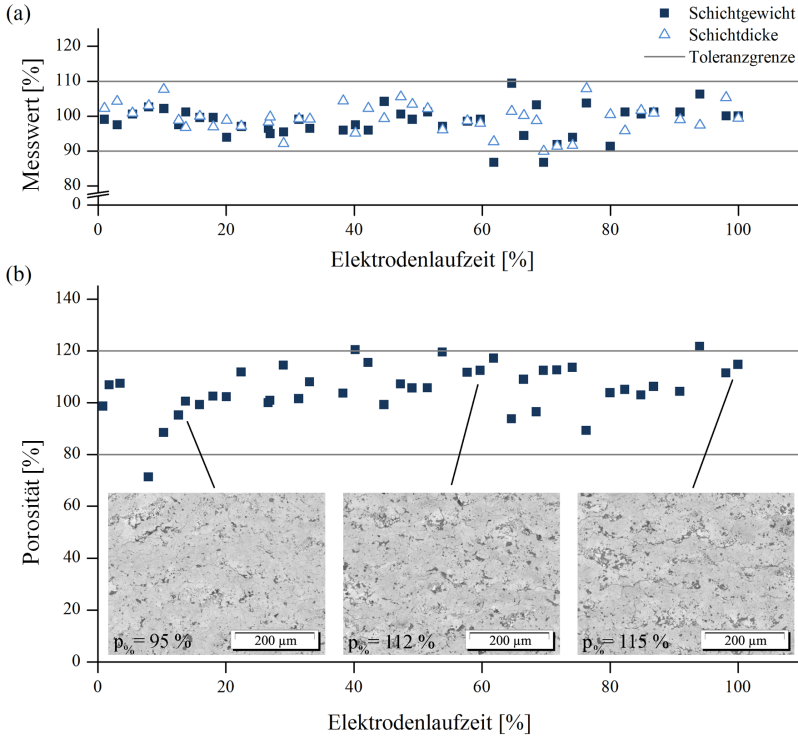 (a)
Schichtgewicht
Schichtdicke
Toleranzgrenze
Messwert [%]
120
110
100
90
80
0
0 20 40 60 80 100
Elektrodenlaufzeit [%]
(b)
Porosität [%]
140
120
100
80
60
40
20
0
p% = 95 % 200 µm
p% = 112 % 200 µm
p% = 115 % 200 µm
0 20 40 60 80 100
Elektrodenlaufzeit [%]